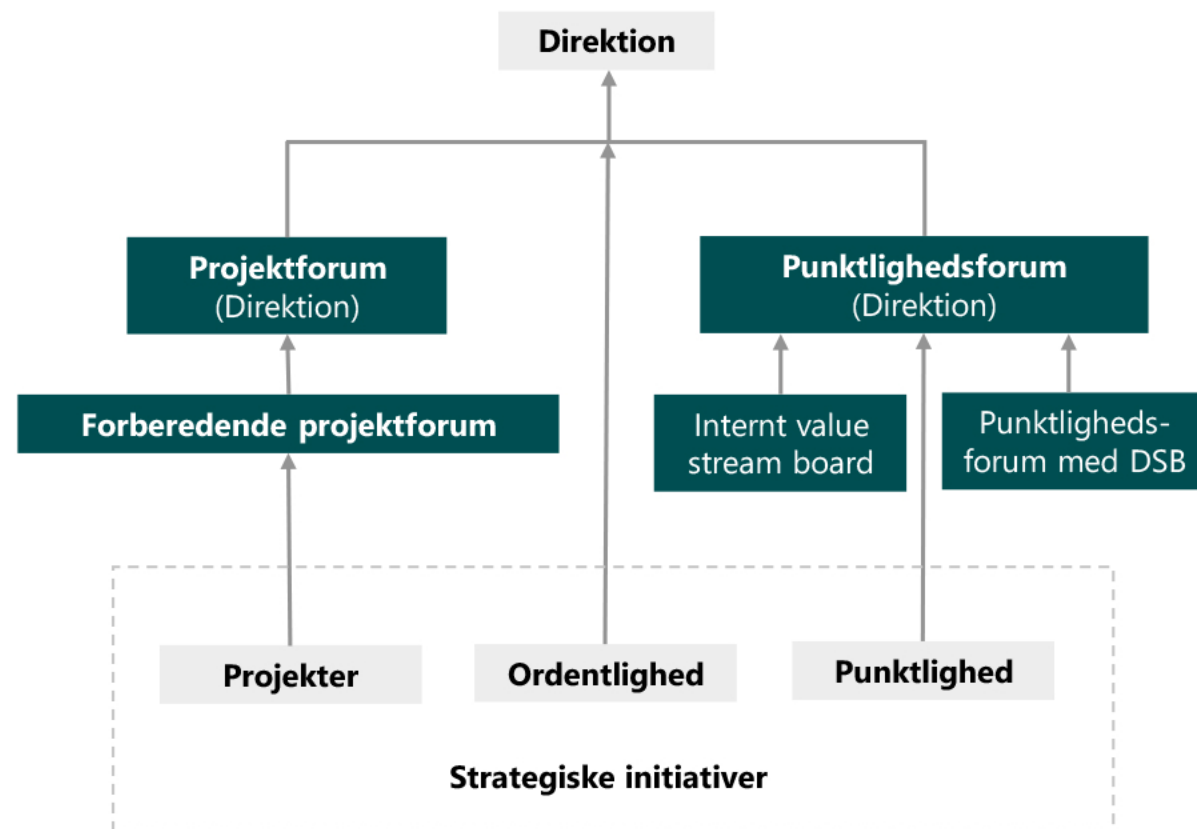 Direktion
Projektforum
(Direktion)
Punktlighedsforum
(Direktion)
Forberedende projektforum
Internt value
stream board
Punktligheds-
forum med DSB
Projekter
Ordentlighed
Punktlighed
Strategiske initiativer